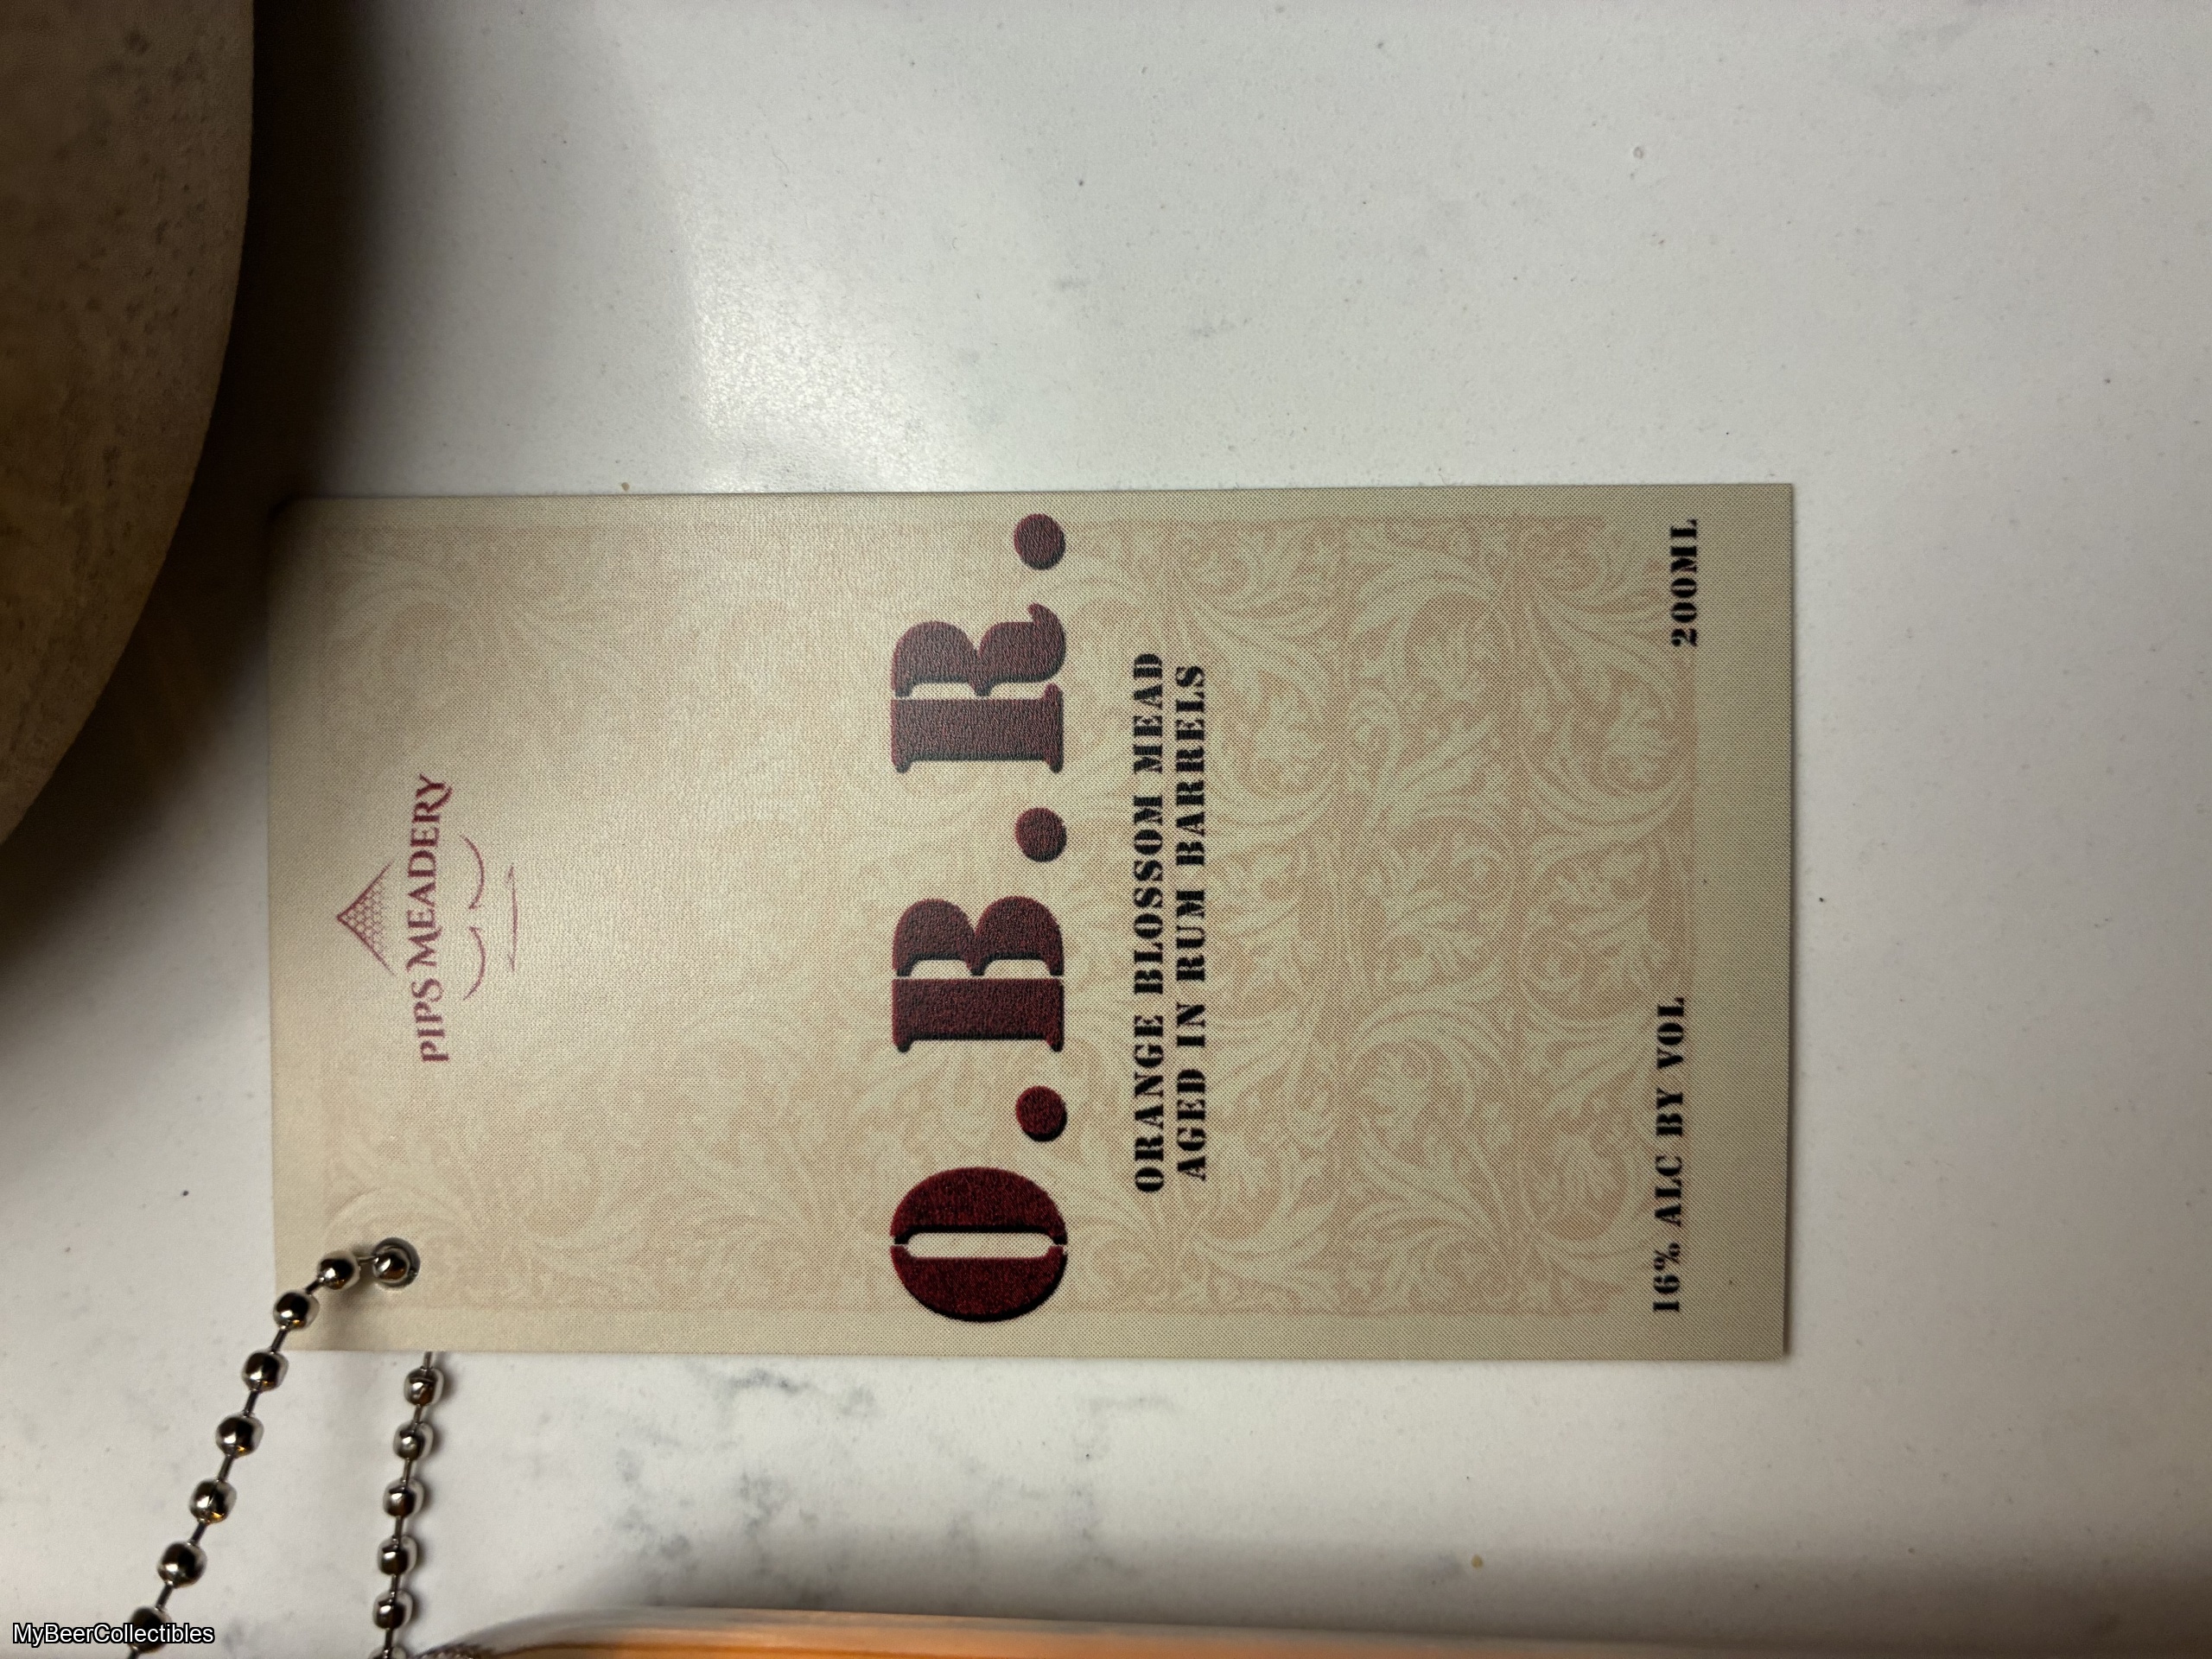 PIPS MEADERY
O.B.R.
ORANGE BLOSSOM MEAD
AGED IN RUM BARRELS
16% ALC BY VOL
200ML
MyBeerCollectibles